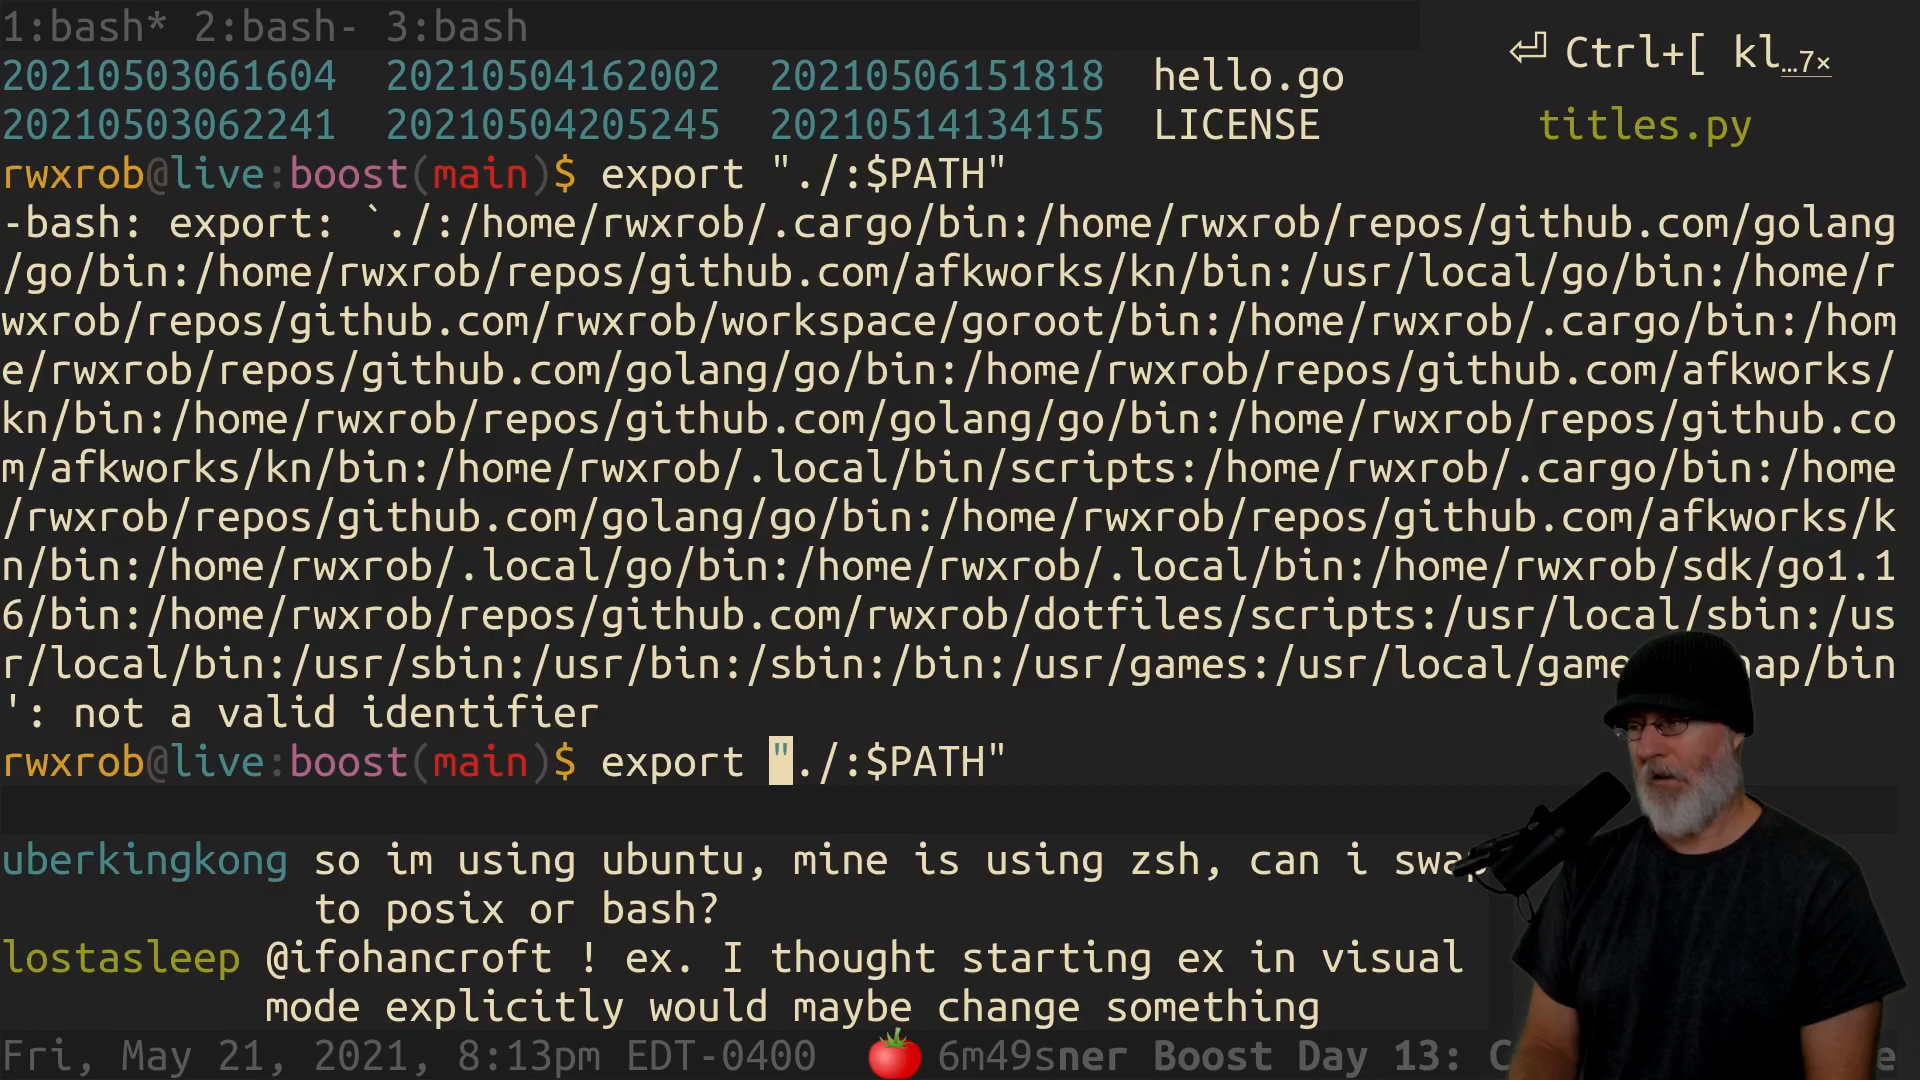 1:bash* 2:bash- 3:bash
⏎ Ctrl+[ kl…7×
20210503061604  20210504162002  20210506151818  hello.go
20210503062241  20210504205245  20210514134155  LICENSE  titles.py
rwxrob@live:boost(main)$ export "./:$PATH"
-bash: export: `./:/home/rwxrob/.cargo/bin:/home/rwxrob/repos/github.com/golang
/go/bin:/home/rwxrob/repos/github.com/afkworks/kn/bin:/usr/local/go/bin:/home/r
wxrob/repos/github.com/rwxrob/workspace/goroot/bin:/home/rwxrob/.cargo/bin:/hom
e/rwxrob/repos/github.com/golang/go/bin:/home/rwxrob/repos/github.com/afkworks/
kn/bin:/home/rwxrob/repos/github.com/golang/go/bin:/home/rwxrob/repos/github.co
m/afkworks/kn/bin:/home/rwxrob/.local/bin/scripts:/home/rwxrob/.cargo/bin:/home
/rwxrob/repos/github.com/golang/go/bin:/home/rwxrob/repos/github.com/afkworks/k
n/bin:/home/rwxrob/.local/go/bin:/home/rwxrob/.local/bin:/home/rwxrob/sdk/go1.1
6/bin:/home/rwxrob/repos/github.com/rwxrob/dotfiles/scripts:/usr/local/sbin:/us
r/local/bin:/usr/sbin:/usr/bin:/sbin:/bin:/usr/games:/usr/local/game ap/bin
': not a valid identifier
rwxrob@live:boost(main)$ export "./:$PATH"
uberkingkong so im using ubuntu, mine is using zsh, can i swap
to posix or bash?
lostasleep @ifohancroft ! ex. I thought starting ex in visual
mode explicitly would maybe change something
Fri, May 21, 2021, 8:13pm EDT-0400 🍅 6m49sner Boost Day 13: C